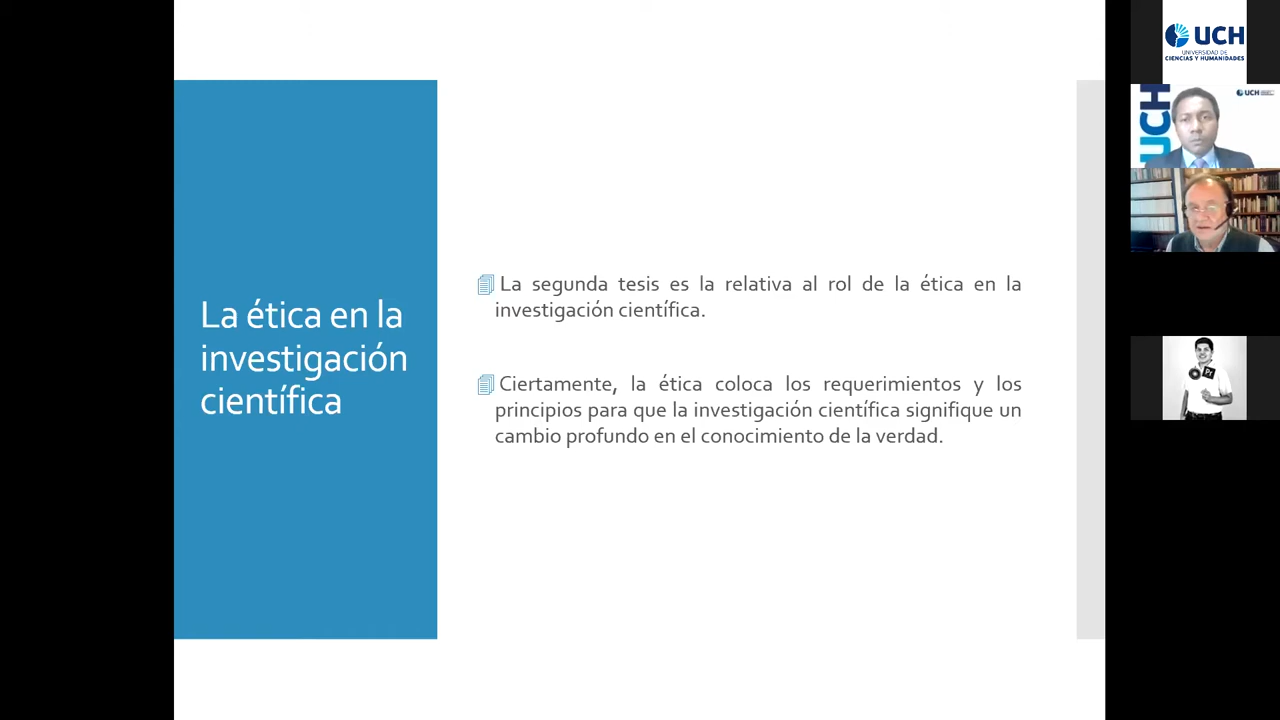 La ética en la
investigación
científica
La segunda tesis es la relativa al rol de la ética en la
investigación científica.
Ciertamente, la ética coloca los requerimientos y los
principios para que la investigación científica signifique un
cambio profundo en el conocimiento de la verdad.
UCH
UNIVERSIDAD DE
CIENCIAS Y HUMANIDADES
UCH
UCH
Pr